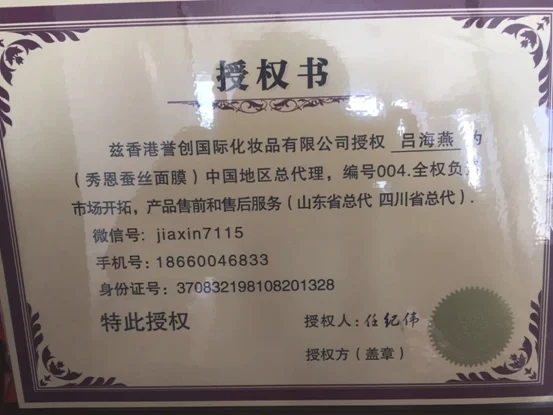 授权书
兹香港誉创国际化妆品有限公司授权 吕海燕 为
(秀恩蚕丝面膜)中国地区总代理，编号004.全权负责
市场开拓，产品售前和售后服务(山东省总代 四川省总代).
微信号: jiaxin7115
手机号: 18660046833
身份证号: 370832198108201328
特此授权
授权人: 任纪伟
授权方(盖章)